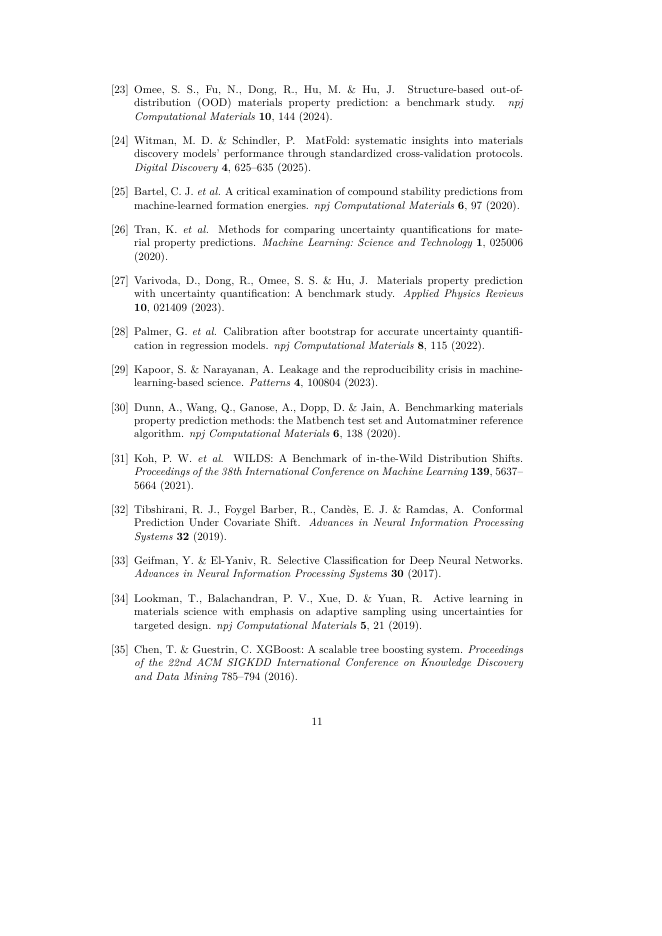 [23] Omee, S. S., Fu, N., Dong, R., Hu, M. & Hu, J. Structure-based out-of-
distribution (OOD) materials property prediction: a benchmark study. npj
Computational Materials 10, 144 (2024).
[24] Witman, M. D. & Schindler, P. MatFold: systematic insights into materials
discovery models' performance through standardized cross-validation protocols.
Digital Discovery 4, 625–635 (2025).
[25] Bartel, C. J. et al. A critical examination of compound stability predictions from
machine-learned formation energies. npj Computational Materials 6, 97 (2020).
[26] Tran, K. et al. Methods for comparing uncertainty quantifications for mate-
rial property predictions. Machine Learning: Science and Technology 1, 025006
(2020).
[27] Varivoda, D., Dong, R., Omee, S. S. & Hu, J. Materials property prediction
with uncertainty quantification: A benchmark study. Applied Physics Reviews
10, 021409 (2023).
[28] Palmer, G. et al. Calibration after bootstrap for accurate uncertainty quantifi-
cation in regression models. npj Computational Materials 8, 115 (2022).
[29] Kapoor, S. & Narayanan, A. Leakage and the reproducibility crisis in machine-
learning-based science. Patterns 4, 100804 (2023).
[30] Dunn, A., Wang, Q., Ganose, A., Dopp, D. & Jain, A. Benchmarking materials
property prediction methods: the Matbench test set and Automatminer reference
algorithm. npj Computational Materials 6, 138 (2020).
[31] Koh, P. W. et al. WILDS: A Benchmark of in-the-Wild Distribution Shifts.
Proceedings of the 38th International Conference on Machine Learning 139, 5637–
5664 (2021).
[32] Tibshirani, R. J., Foygel Barber, R., Candès, E. J. & Ramdas, A. Conformal
Prediction Under Covariate Shift. Advances in Neural Information Processing
Systems 32 (2019).
[33] Geifman, Y. & El-Yaniv, R. Selective Classification for Deep Neural Networks.
Advances in Neural Information Processing Systems 30 (2017).
[34] Lookman, T., Balachandran, P. V., Xue, D. & Yuan, R. Active learning in
materials science with emphasis on adaptive sampling using uncertainties for
targeted design. npj Computational Materials 5, 21 (2019).
[35] Chen, T. & Guestrin, C. XGBoost: A scalable tree boosting system. Proceedings
of the 22nd ACM SIGKDD International Conference on Knowledge Discovery
and Data Mining 785–794 (2016).
11